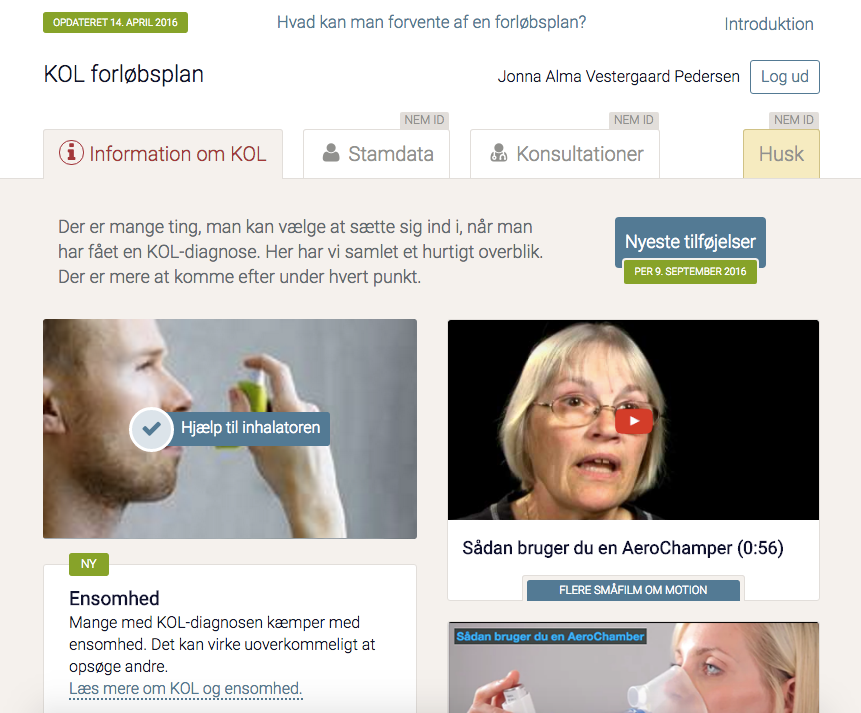 OPDATERET 14. APRIL 2016
Hvad kan man forvente af en forløbsplan?
Introduktion
KOL forløbsplan
Jonna Alma Vestergaard Pedersen
Log ud
NEM ID
NEM ID
NEM ID
Information om KOL
Stamdata
Konsultationer
Husk
Der er mange ting, man kan vælge at sætte sig ind i, når man
har fået en KOL-diagnose. Her har vi samlet et hurtigt overblik.
Der er mere at komme efter under hvert punkt.
Nyeste tilføjelser
PER 9. SEPTEMBER 2016
Hjælp til inhalatoren
Sådan bruger du en AeroChamper (0:56)
FLERE SMÅFILM OM MOTION
NY
Ensomhed
Mange med KOL-diagnosen kæmper med
ensomhed. Det kan virke uoverkommeligt at
opsøge andre.
Læs mere om KOL og ensomhed.
Sådan bruger du en AeroChamber